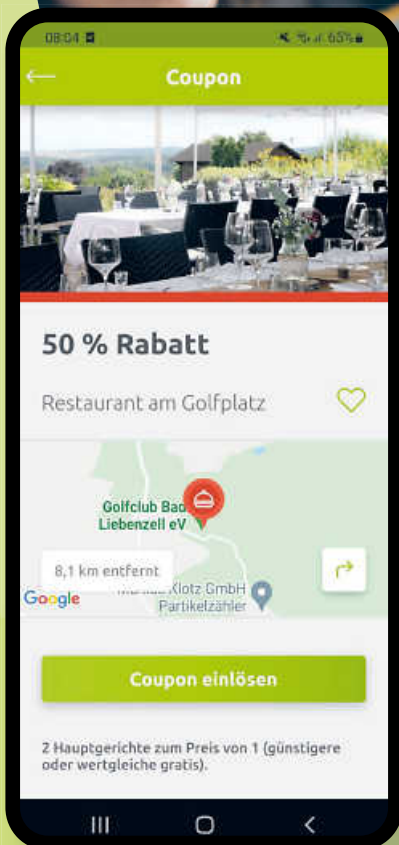 08:04
65%
Coupon
50 % Rabatt
Restaurant am Golfplatz
Golfclub Bad
Liebenzell eV
8,1 km entfernt
Klotz GmbH
Google
Partikelzähler
Coupon einlösen
2 Hauptgerichte zum Preis von 1 (günstigere
oder wertgleiche gratis).